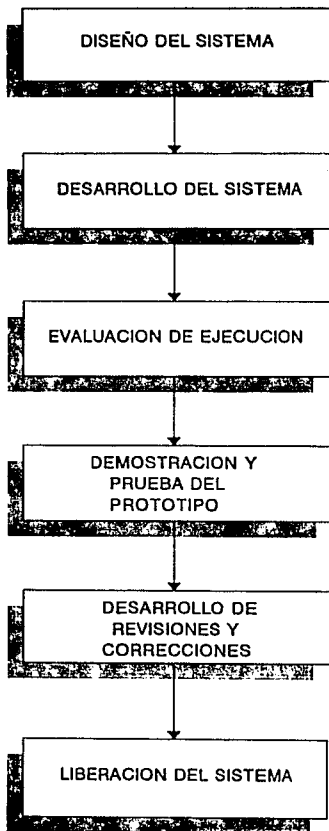 DISEÑO DEL SISTEMA
DESARROLLO DEL SISTEMA
EVALUACION DE EJECUCION
DEMOSTRACION Y
PRUEBA DEL
PROTOTIPO
DESARROLLO DE
REVISIONES Y
CORRECCIONES
LIBERACION DEL SISTEMA